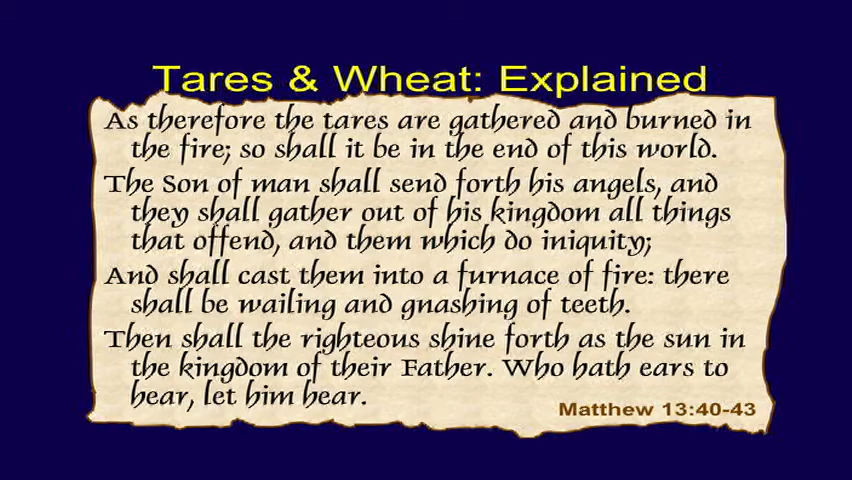 Tares & Wheat: Explained
As therefore the tares are gathered and burned in
the fire; so shall it be in the end of this world.
The Son of man shall send forth his angels, and
they shall gather out of his kingdom all things
that offend, and them which do iniquity;
And shall cast them into a furnace of fire: there
shall be wailing and gnashing of teeth.
Then shall the righteous shine forth as the sun in
the kingdom of their Father. Who hath ears to
hear, let him hear.
Matthew 13:40-43